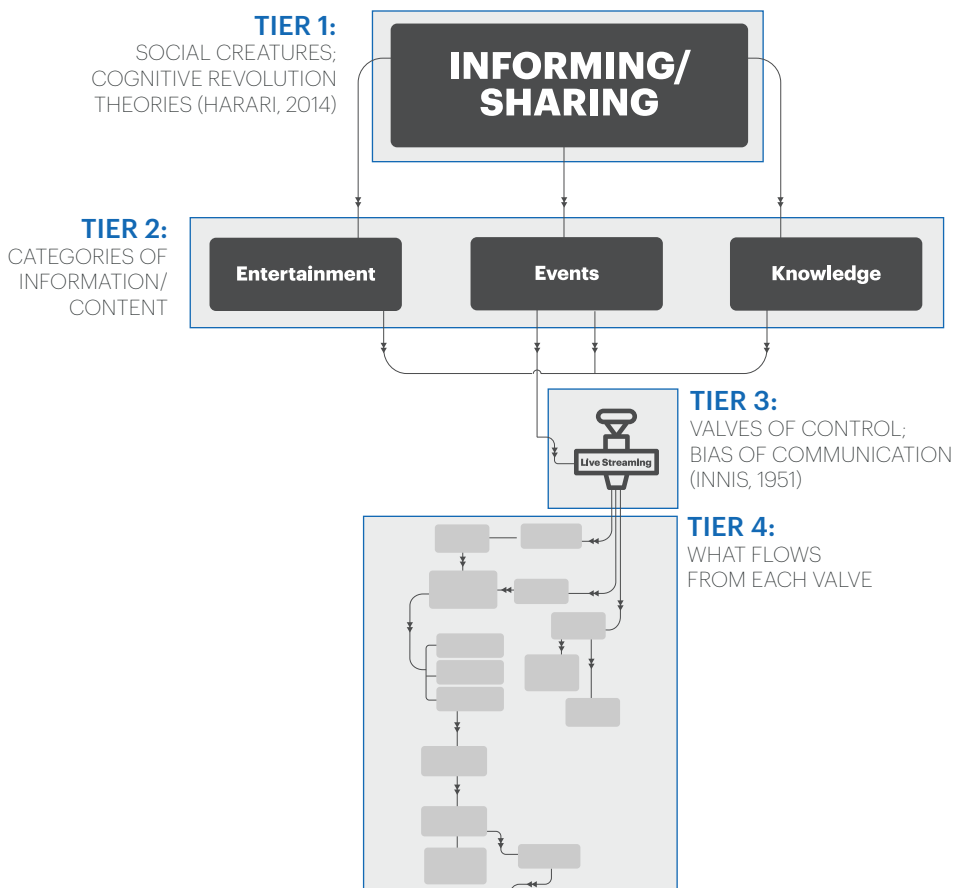 TIER 1:
SOCIAL CREATURES;
COGNITIVE REVOLUTION
THEORIES (HARARI, 2014)
INFORMING/
SHARING
TIER 2:
CATEGORIES OF
INFORMATION/
CONTENT
Entertainment
Events
Knowledge
TIER 3:
VALVES OF CONTROL;
BIAS OF COMMUNICATION
(INNIS, 1951)
Live Streaming
TIER 4:
WHAT FLOWS
FROM EACH VALVE